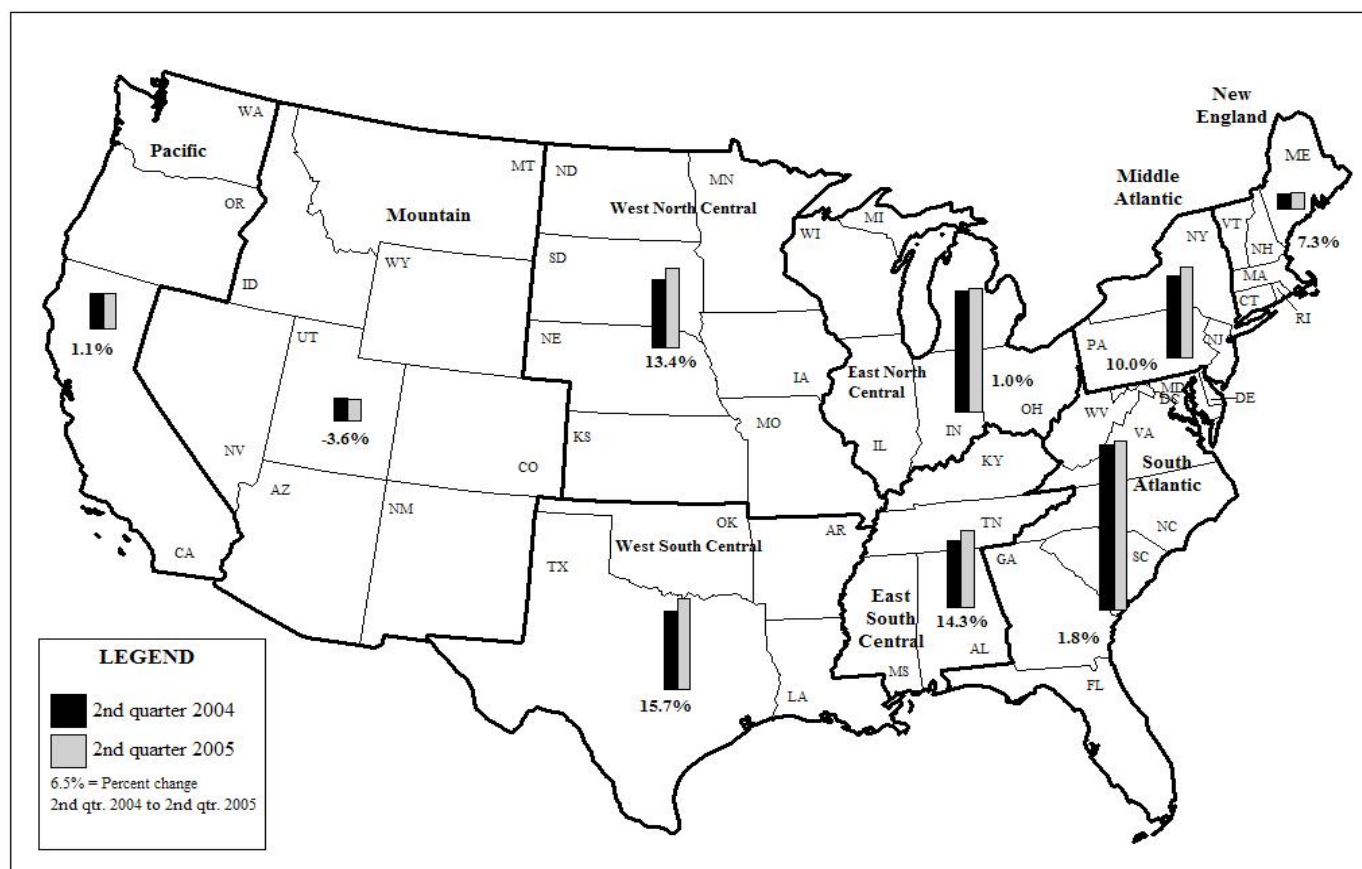 New
England
WA
ME
Pacific
MT
ND
MN
Middle
Atlantic
OR
Mountain
West North Central
MI
WI
NY
VT
NH
7.3%
WY
SD
MA
ID
CT
RI
UT
NE
PA
NJ
1.1%
13.4%
East North
Central
1.0%
10.0%
IA
MD
DC
DE
OH
WV
MO
-3.6%
KS
IL
IN
VA
NV
CO
KY
South
Atlantic
AZ
NM
OK
AR
TN
NC
CA
TX
West South Central
GA
SC
East
South
Central
14.3%
1.8%
AL
MS
FL
LA
15.7%
LEGEND
2nd quarter 2004
2nd quarter 2005
6.5% = Percent change
2nd qtr. 2004 to 2nd qtr. 2005